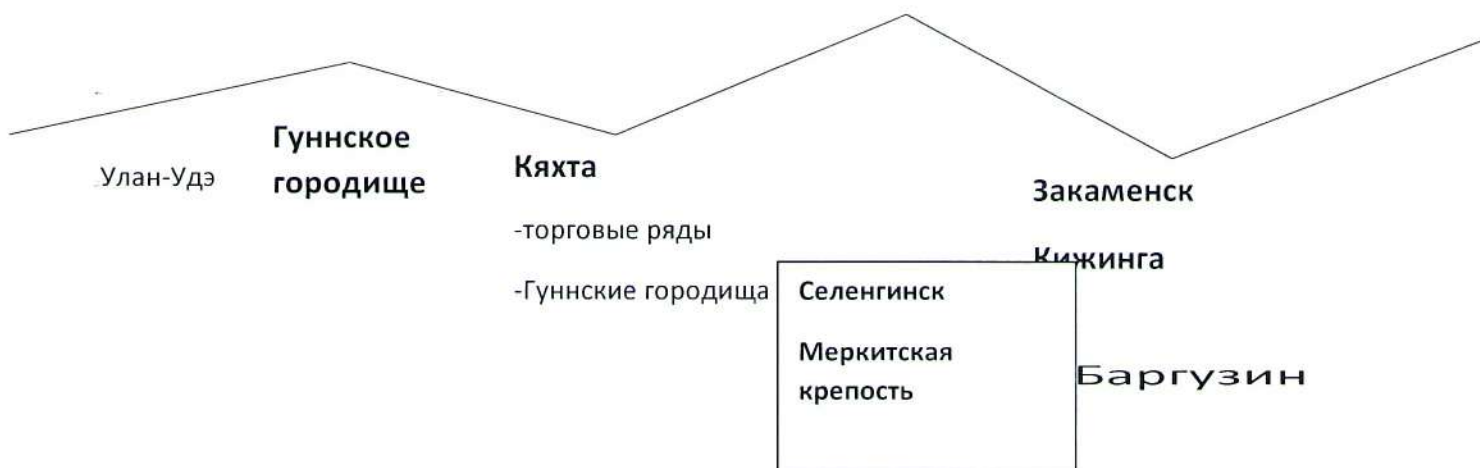 Улан-Удэ
Гуннское
городище
Кяхта
-торговые ряды
-Гуннские городища
Селенгинск
Меркитская
крепость
Закаменск
Кижинга
Баргузин